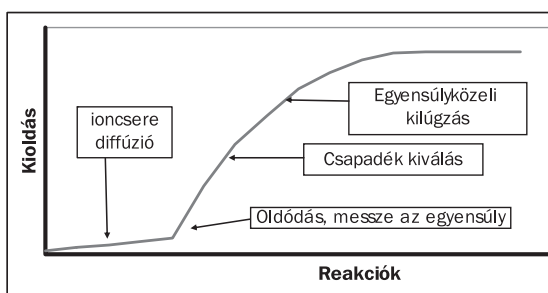 Kioldás
ioncsere
diffúzió
Egyensúlyközeli
kilúgzás
Csapadék kiválás
Oldódás, messze az egyensúly
Reakciók